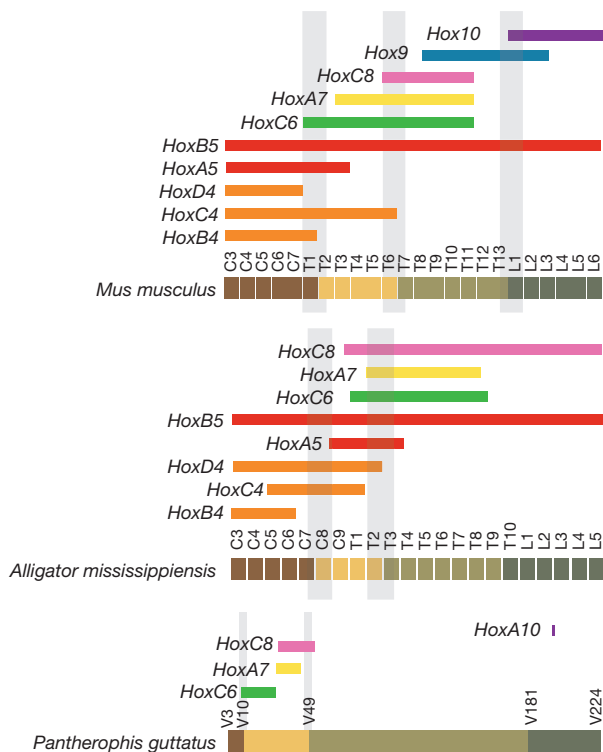 Hox10
Hox9
HoxC8
HoxA7
HoxC6
HoxB5
HoxA5
HoxD4
HoxC4
HoxB4
C3 C4 C5 C6 C7 T1 T2 T3 T4 T5 T6 T7 T8 T9 T10 T11 T12 T13 L1 L2 L3 L4 L5 L6
Mus musculus
HoxC8
HoxA7
HoxC6
HoxB5
HoxA5
HoxD4
HoxC4
HoxB4
C3 C4 C5 C6 C7 C8 C9 T1 T2 T3 T4 T5 T6 T7 T8 T9 T10 L1 L2 L3 L4 L5
Alligator mississippiensis
HoxA10
HoxC8
HoxA7
HoxC6
V3 V10 V49 V181 V224
Pantherophis guttatus